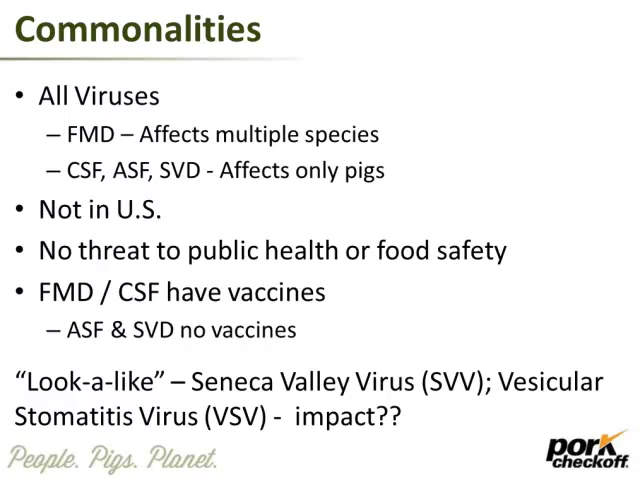 Commonalities
• All Viruses
– FMD – Affects multiple species
– CSF, ASF, SVD - Affects only pigs
• Not in U.S.
• No threat to public health or food safety
• FMD / CSF have vaccines
– ASF & SVD no vaccines
“Look-a-like” – Seneca Valley Virus (SVV); Vesicular
Stomatitis Virus (VSV) - impact??
People. Pigs. Planet.
pork
checkoff.